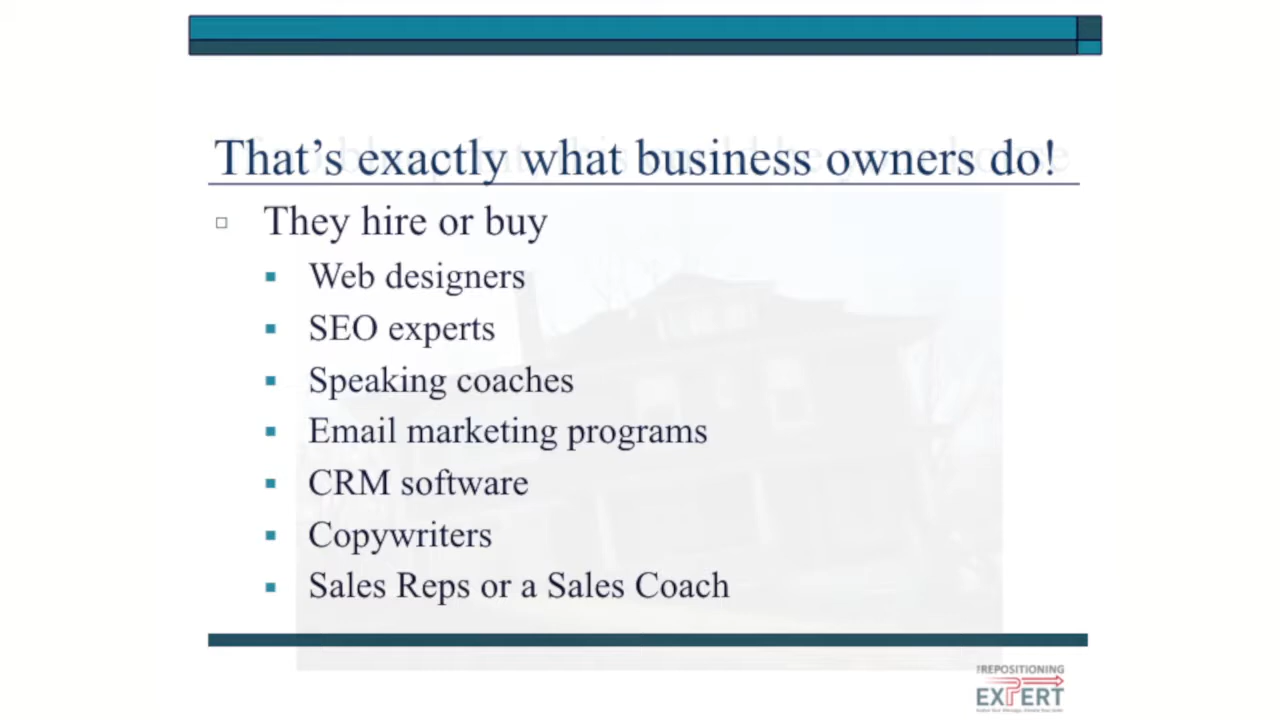 That's exactly what business owners do!
They hire or buy
Web designers
SEO experts
Speaking coaches
Email marketing programs
CRM software
Copywriters
Sales Reps or a Sales Coach
THE REPOSITIONING
EXPERT